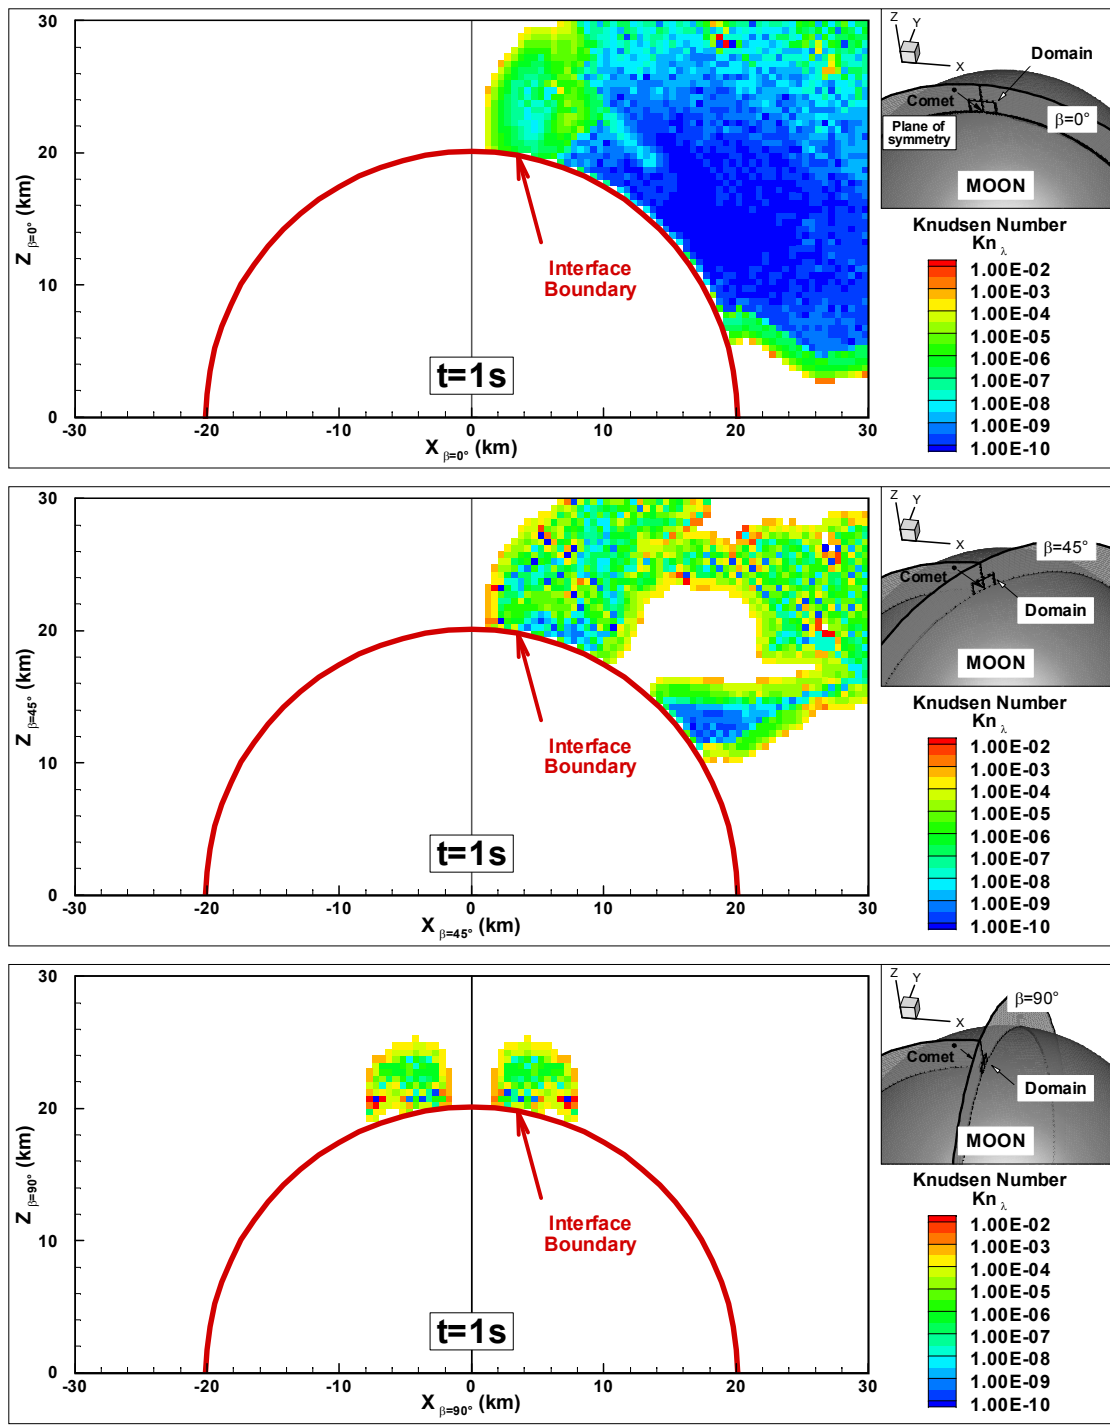 30
20
10
0
Z β=0° (km)
-30
-20
-10
0
10
20
30
X β=0° (km)
Interface
Boundary
t=1s
Z
Y
X
Domain
Comet
β=0°
Plane of
symmetry
MOON
Knudsen Number
Kn λ
1.00E-02
1.00E-03
1.00E-04
1.00E-05
1.00E-06
1.00E-07
1.00E-08
1.00E-09
1.00E-10
30
20
10
0
Z β=45° (km)
-30
-20
-10
0
10
20
30
X β=45° (km)
Interface
Boundary
t=1s
Z
Y
X
β=45°
Comet
Domain
MOON
Knudsen Number
Kn λ
1.00E-02
1.00E-03
1.00E-04
1.00E-05
1.00E-06
1.00E-07
1.00E-08
1.00E-09
1.00E-10
30
20
10
0
Z β=90° (km)
-30
-20
-10
0
10
20
30
X β=90° (km)
Interface
Boundary
t=1s
Z
Y
X
β=90°
Comet
Domain
MOON
Knudsen Number
Kn λ
1.00E-02
1.00E-03
1.00E-04
1.00E-05
1.00E-06
1.00E-07
1.00E-08
1.00E-09
1.00E-10